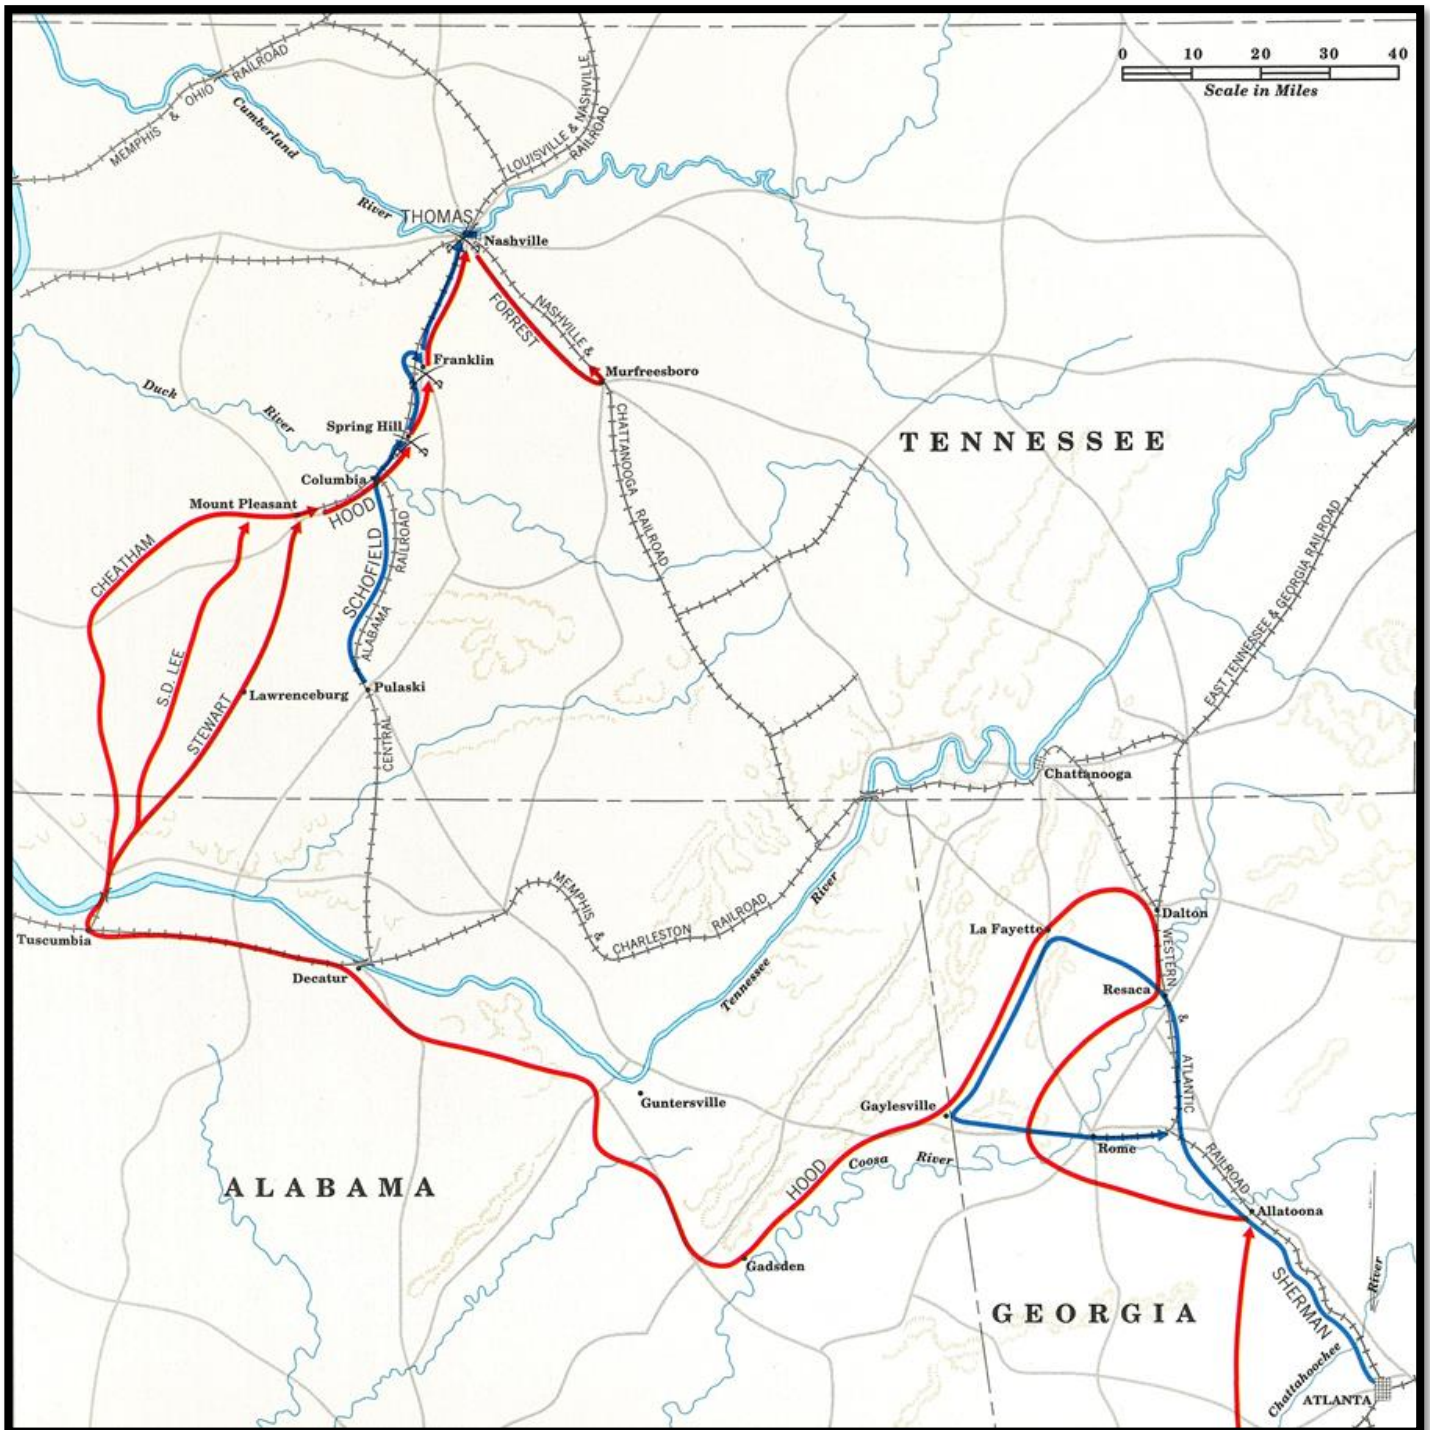 0 10 20 30 40
Scale in Miles
MEMPHIS & OHIO RAILROAD
LOUISVILLE & NASHVILLE
RAILROAD
Cumberland
River
THOMAS
Nashville
FORREST
NASHVILLE &
Franklin
Murfreesboro
Duck
River
Spring Hill
CHATTANOOGA RAILROAD
TENNESSEE
Columbia
Mount Pleasant
HOOD
CHEATHAM
SCHOFIELD
RAILROAD
ALABAMA
EAST TENNESSEE & GEORGIA RAILROAD
S.D. LEE
Lawrenceburg
Pulaski
STEWART
CENTRAL
Chattanooga
MEMPHIS &
CHARLESTON RAILROAD
River
Tennessee
Dalton
La Fayette
WESTERN
Tuscumbia
Decatur
Resaca
&
ATLANTIC
Guntersville
Gaylesville
Rome
Coosa River
HOOD
RAILROAD
ALABAMA
Allatoona
Gadsden
River
SHERMAN
GEORGIA
Chattahoochee
ATLANTA